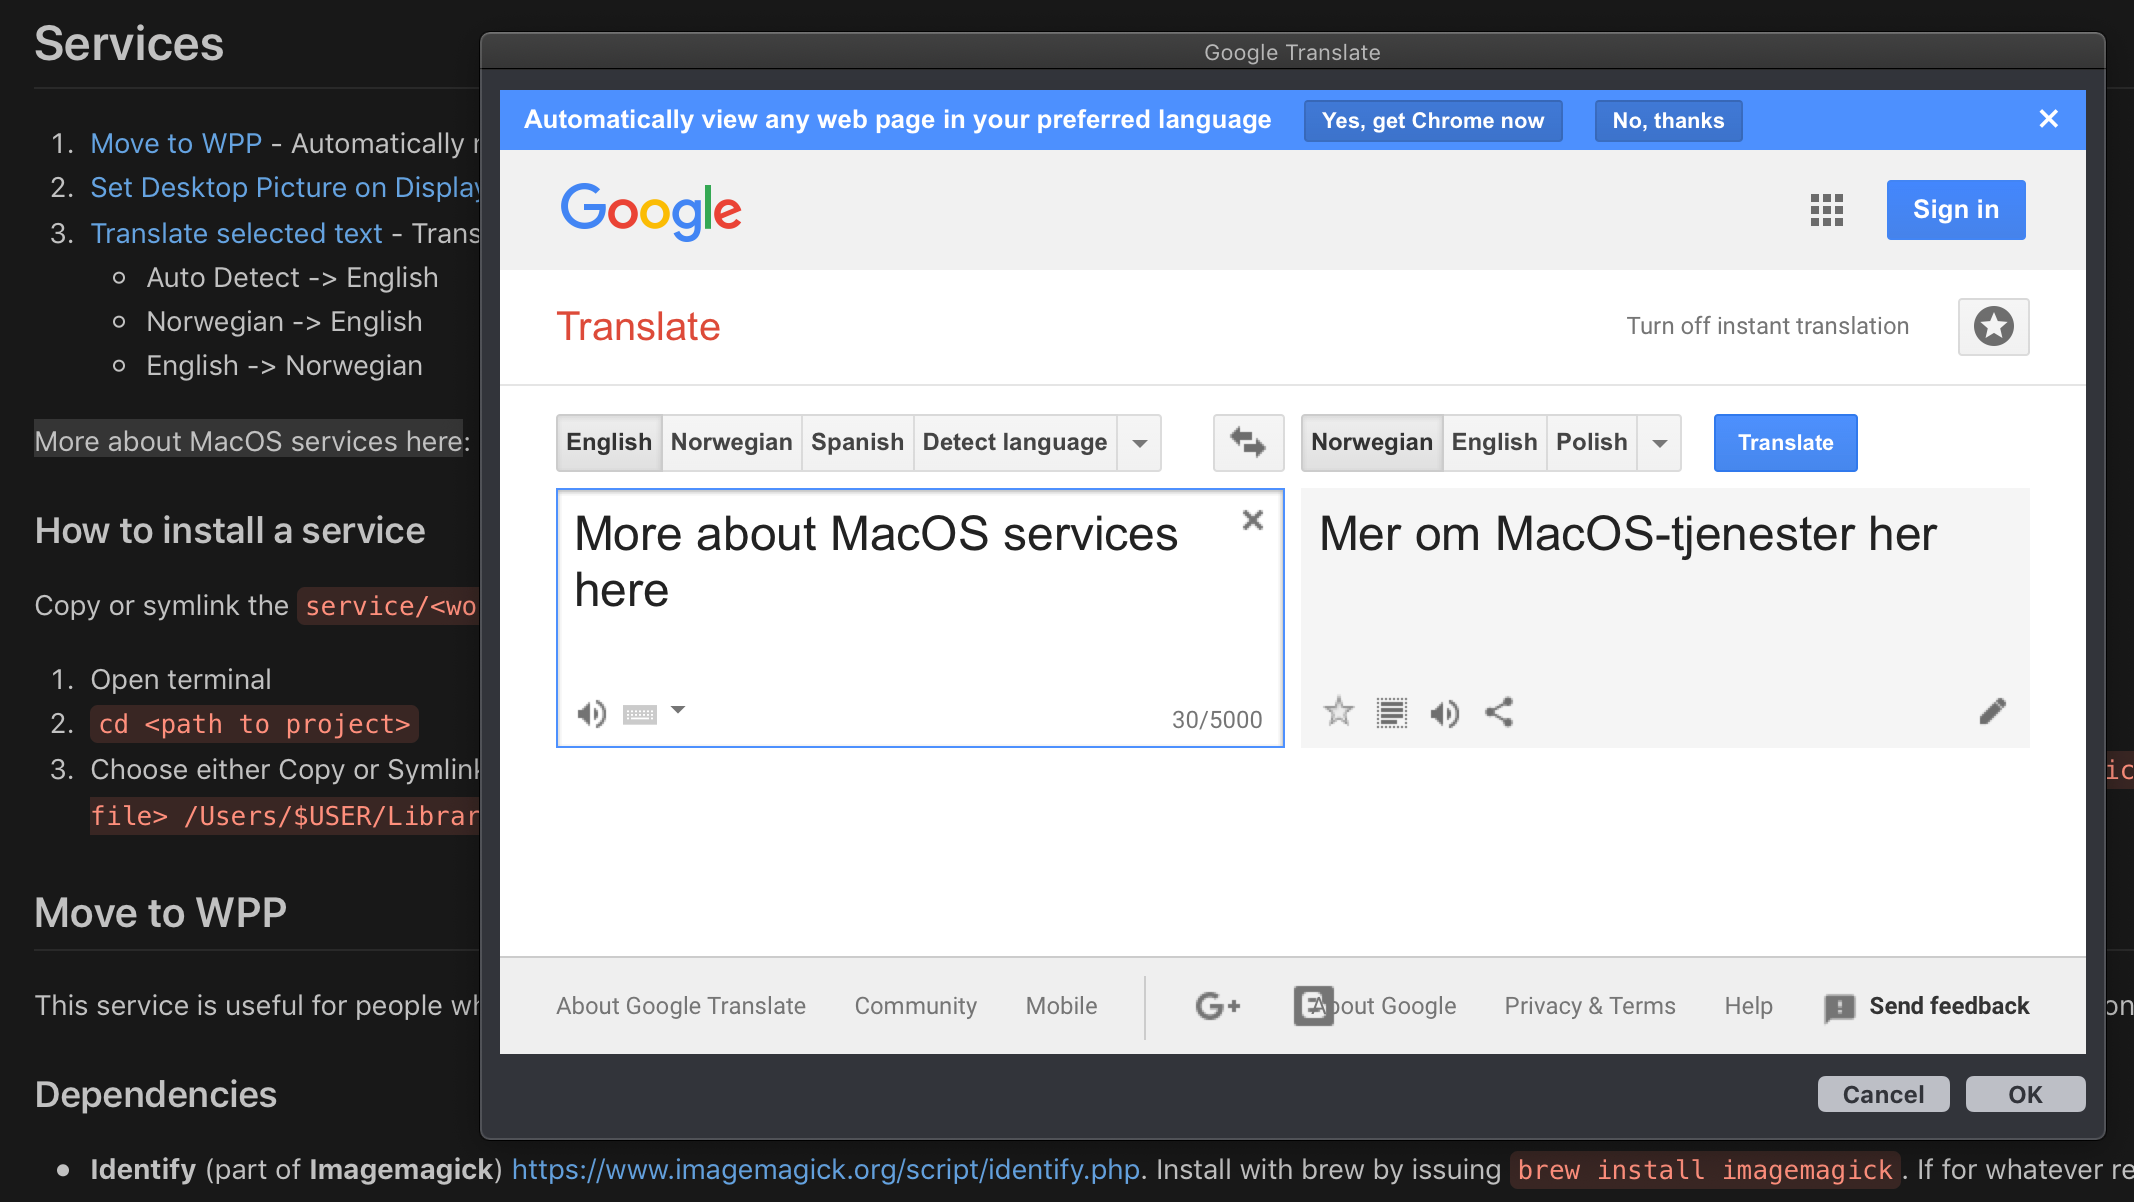 Services
1. Move to WPP - Automatically
2. Set Desktop Picture on Display
3. Translate selected text - Trans
Auto Detect -> English
Norwegian -> English
English -> Norwegian
More about MacOS services here:
How to install a service
Copy or symlink the service/<wo
1. Open terminal
2. cd <path to project>
3. Choose either Copy or Symlink
ic
file> /Users/$USER/Librar
Move to WPP
This service is useful for people wh
on
Dependencies
Identify (part of Imagemagick) https://www.imagemagick.org/script/identify.php. Install with brew by issuing brew install imagemagick. If for whatever re
Google Translate
Automatically view any web page in your preferred language Yes, get Chrome now No, thanks
Google
Sign in
Translate
Turn off instant translation
English Norwegian Spanish Detect language
Norwegian English Polish Translate
More about MacOS services
here
30/5000
Mer om MacOS-tjenester her
About Google Translate Community Mobile G+ About Google Privacy & Terms Help Send feedback
Cancel OK